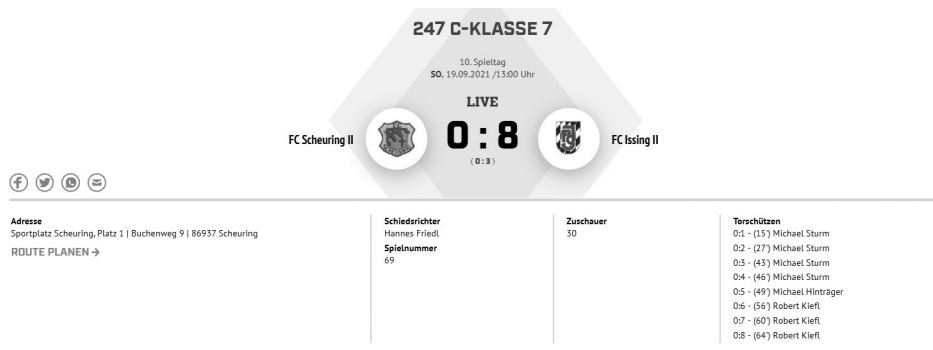 247 C-KLASSE 7
10. Spieltag
SO. 19.09.2021 /13:00 Uhr
LIVE
FC Scheuring II
0 : 8
FC Issing II
(0:3)
Adresse
Sportplatz Scheuring, Platz 1 | Buchenweg 9 | 86937 Scheuring
ROUTE PLANEN →
Schiedsrichter
Hannes Friedl
Spielnummer
69
Zuschauer
30
Torschützen
0:1 - (15') Michael Sturm
0:2 - (27') Michael Sturm
0:3 - (43') Michael Sturm
0:4 - (46') Michael Sturm
0:5 - (49') Michael Hinträger
0:6 - (56') Robert Kiefl
0:7 - (60') Robert Kiefl
0:8 - (64') Robert Kiefl